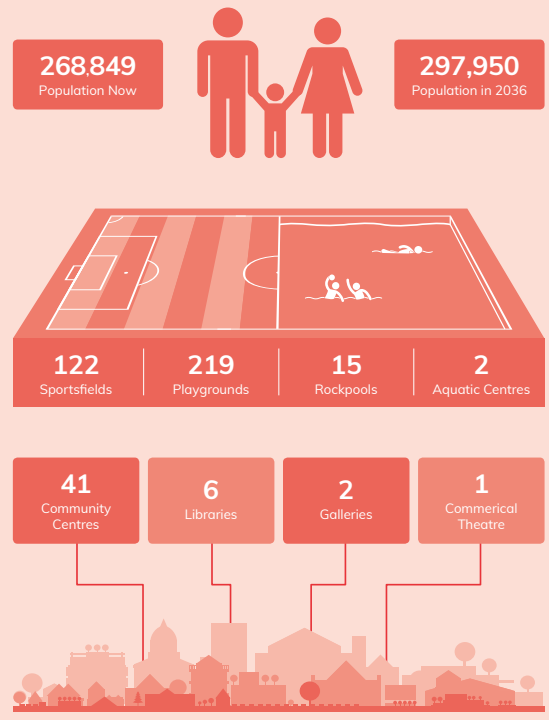 268,849
Population Now
297,950
Population in 2036
122
Sportsfields
219
Playgrounds
15
Rockpools
2
Aquatic Centres
41
Community
Centres
6
Libraries
2
Galleries
1
Commerical
Theatre